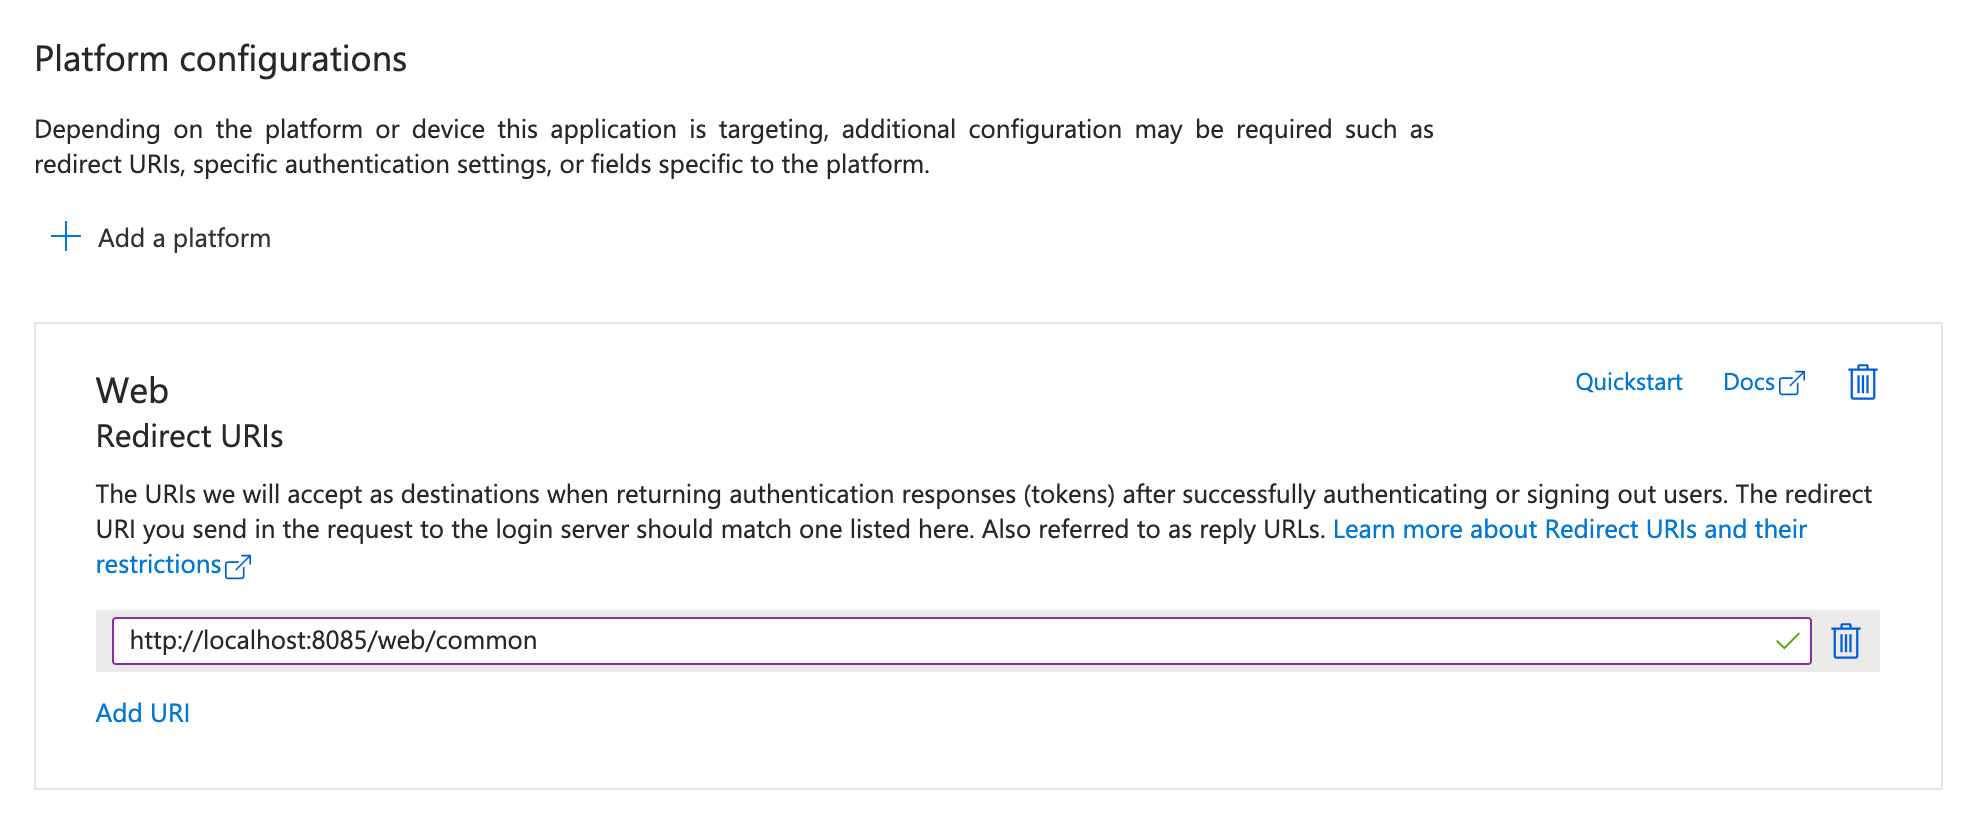 Platform configurations
Depending on the platform or device this application is targeting, additional configuration may be required such as
redirect URIs, specific authentication settings, or fields specific to the platform.
Add a platform
Web
Quickstart
Docs
Redirect URIs
The URIs we will accept as destinations when returning authentication responses (tokens) after successfully authenticating or signing out users. The redirect
URI you send in the request to the login server should match one listed here. Also referred to as reply URLs. Learn more about Redirect URIs and their
restrictions
http://localhost:8085/web/common
Add URI